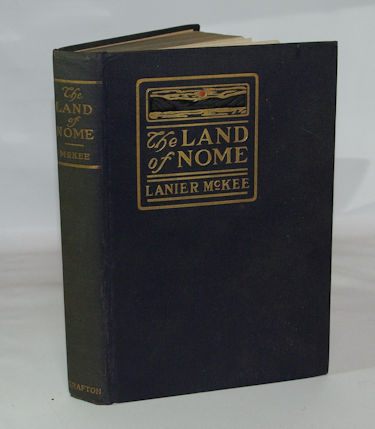 The
LAND
of
NOME
McKEE
GRAFTON
The LAND
of NOME
LANIER McKEE